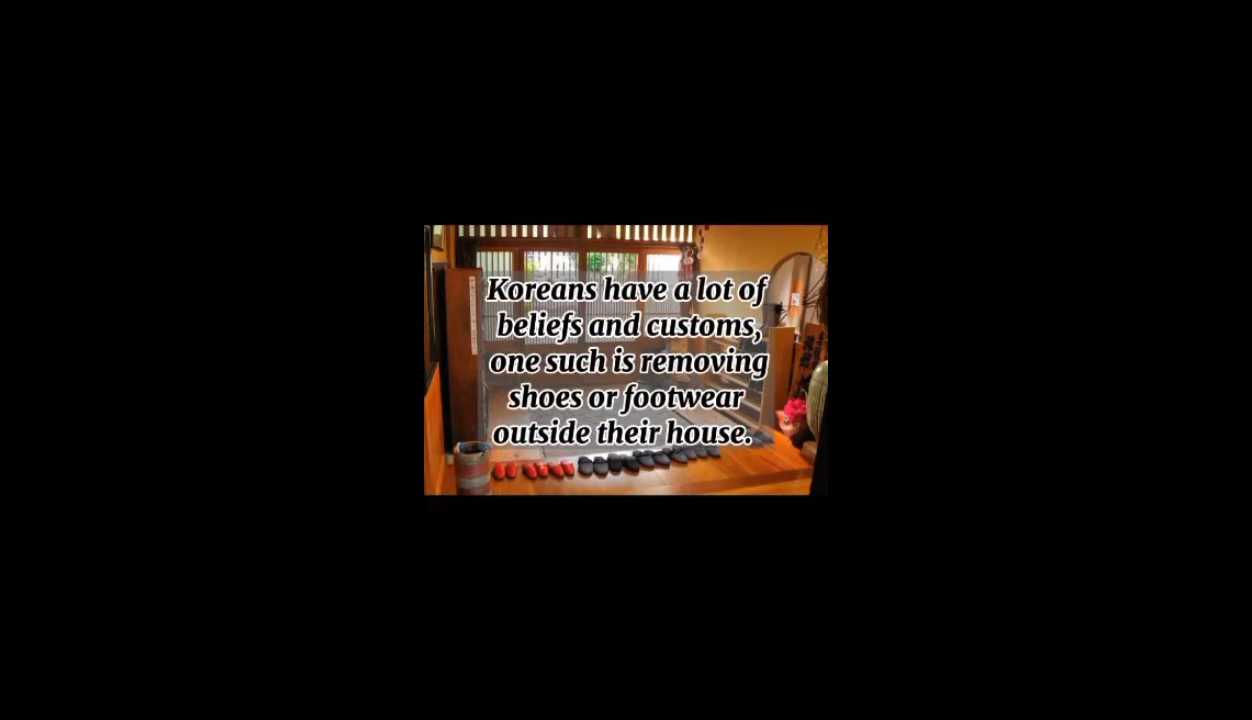 Koreans have a lot of
beliefs and customs,
one such is removing
shoes or footwear
outside their house.